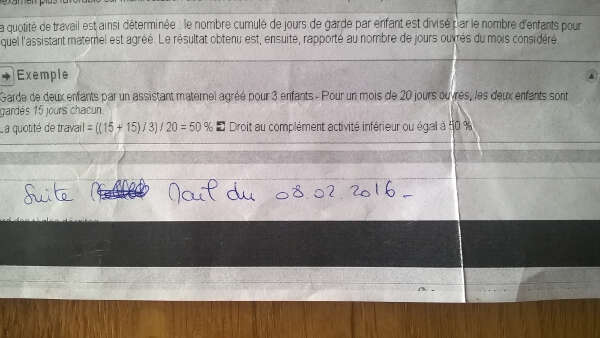 a quotité de travail est ainsi déterminée : le nombre cumulé de jours de garde par enfant est divisé par le nombre d'enfants pour
quel l'assistant maternel est agréé. Le résultat obtenu est, ensuite, rapporté au nombre de jours ouvrés du mois considéré.
Exemple
Garde de deux enfants par un assistant maternel agréé pour 3 enfants - Pour un mois de 20 jours ouvrés, les deux enfants sont
gardés 15 jours chacun.
La quotité de travail = ((15 + 15) / 3) / 20 = 50 % Droit au complément activité inférieur ou égal à 50 %
Suite Mail du 08.02.2016-